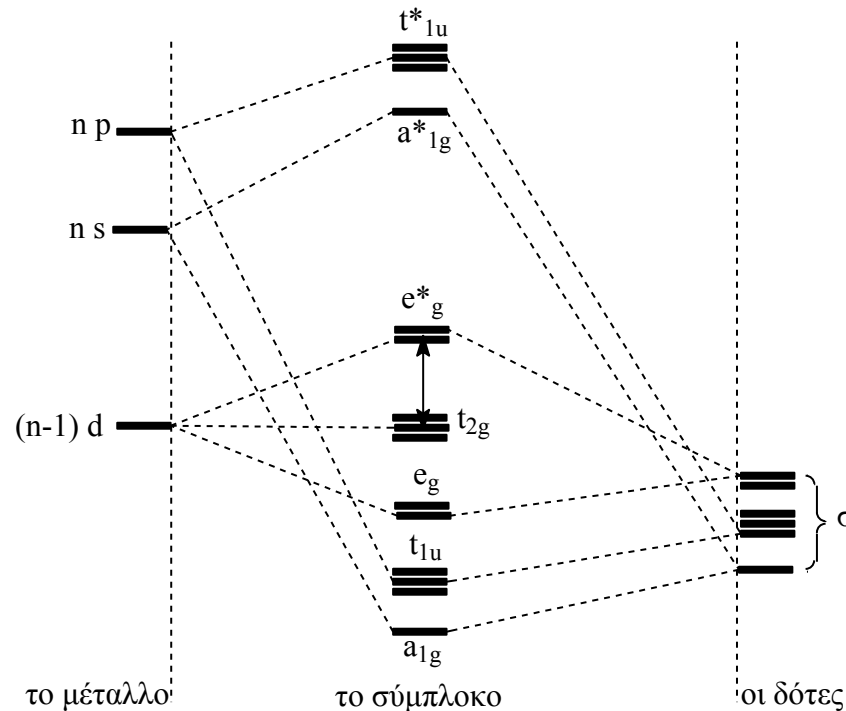 t*1u
n p
a*1g
n s
e*g
(n-1) d
t2g
eg
σ
t1u
a1g
το μέταλλο
το σύμπλοκο
οι δότες